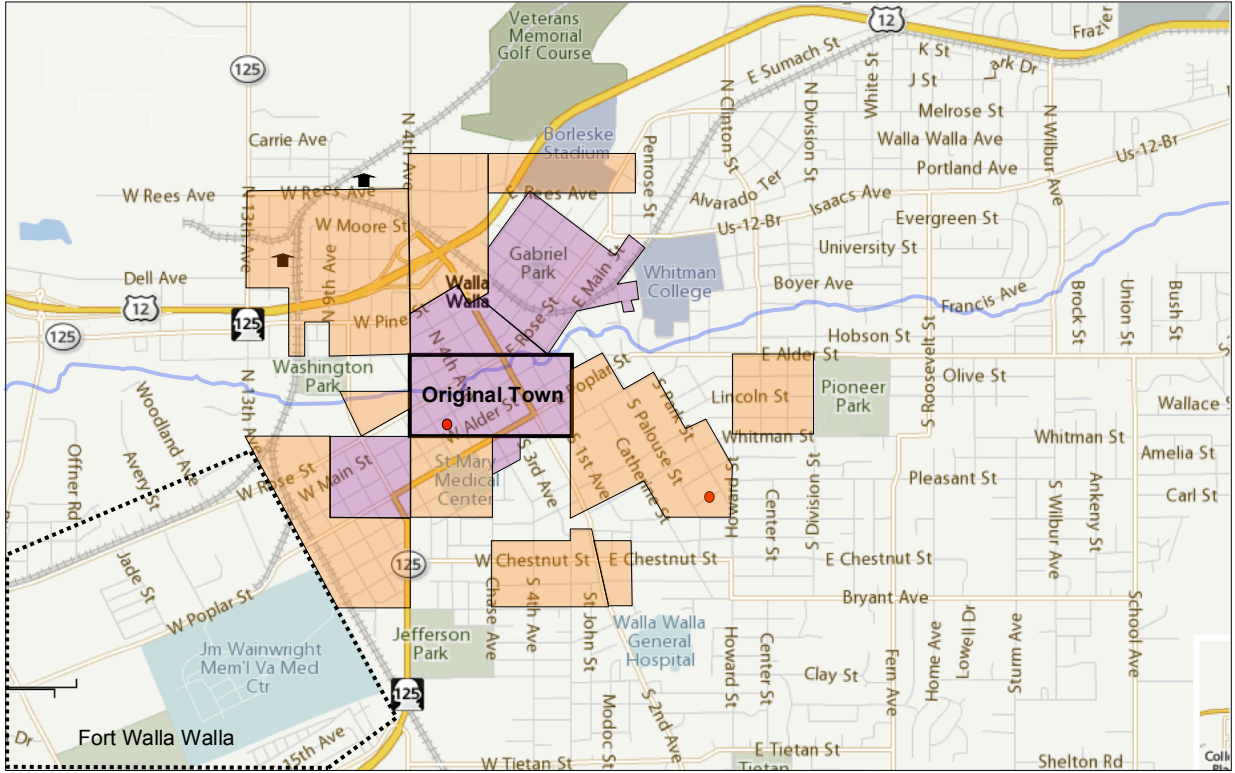 Veterans
Memorial
Golf Course
12
Frazier
K St
E Sumach St
125
White St
Lark Dr
J St
N Clinton St
N Division St
Melrose St
N Wilbur Ave
Carrie Ave
N 4th Ave
Borleske
Stadium
Penrose St
Walla Walla Ave
Us-12-Br
Portland Ave
W Rees Ave
W Rees Ave
E Rees Ave
Alvarado Ter
Isaacs Ave
N 13th Ave
W Moore St
Us-12-Br
Evergreen St
University St
Gabriel
Park
E Main St
Whitman
College
Dell Ave
N 9th Ave
Walla
Walla
Boyer Ave
Francis Ave
Brock St
Union St
Bush St
12
125
W Pine St
E Rose St
125
N 4th A
Hobson St
E Alder St
S Roosevelt St
Washington
Park
Poplar St
Original Town
Olive St
Pioneer
Park
Lincoln St
Woodland Ave
N 13th Ave
S Park St
S Palouse St
Wallace S
W Alder St
Whitman St
Whitman St
Offner Rd
Avery St
W Rose St
W Main St
St Mary
Medical
Center
S 3rd Ave
S 1st Ave
Catherine St
Howard St
Center St
S Division St
Pleasant St
S Wilbur Ave
Ankeny St
Amelia St
Carl St
Jade St
125
W Chestnut St
E Chestnut St
E Chestnut St
W Poplar St
Chase Ave
S 4th Ave
St John St
Bryant Ave
School Ave
Jefferson
Park
Walla Walla
General
Hospital
Howard St
Center St
Fern Ave
Home Ave
Lowell Dr
Sturm Ave
Jm Wainwright
Mem'l Va Med
Ctr
Clay St
125
S 2nd Ave
Modoc St
Dr
Fort Walla Walla
15th Ave
W Tietan St
E Tietan St
Tietan
Shelton Rd
Coll
Pla